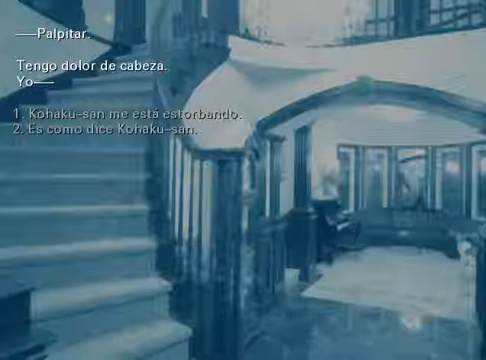 ──Palpitar.
Tengo dolor de cabeza.
Yo──
1. Kohaku-san me está estorbando.
2. Es como dice Kohaku-san.